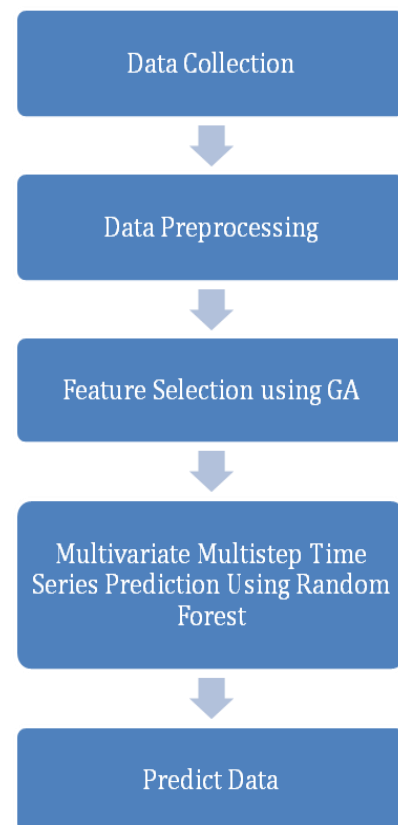 Data Collection
Data Preprocessing
Feature Selection using GA
Multivariate Multistep Time
Series Prediction Using Random
Forest
Predict Data